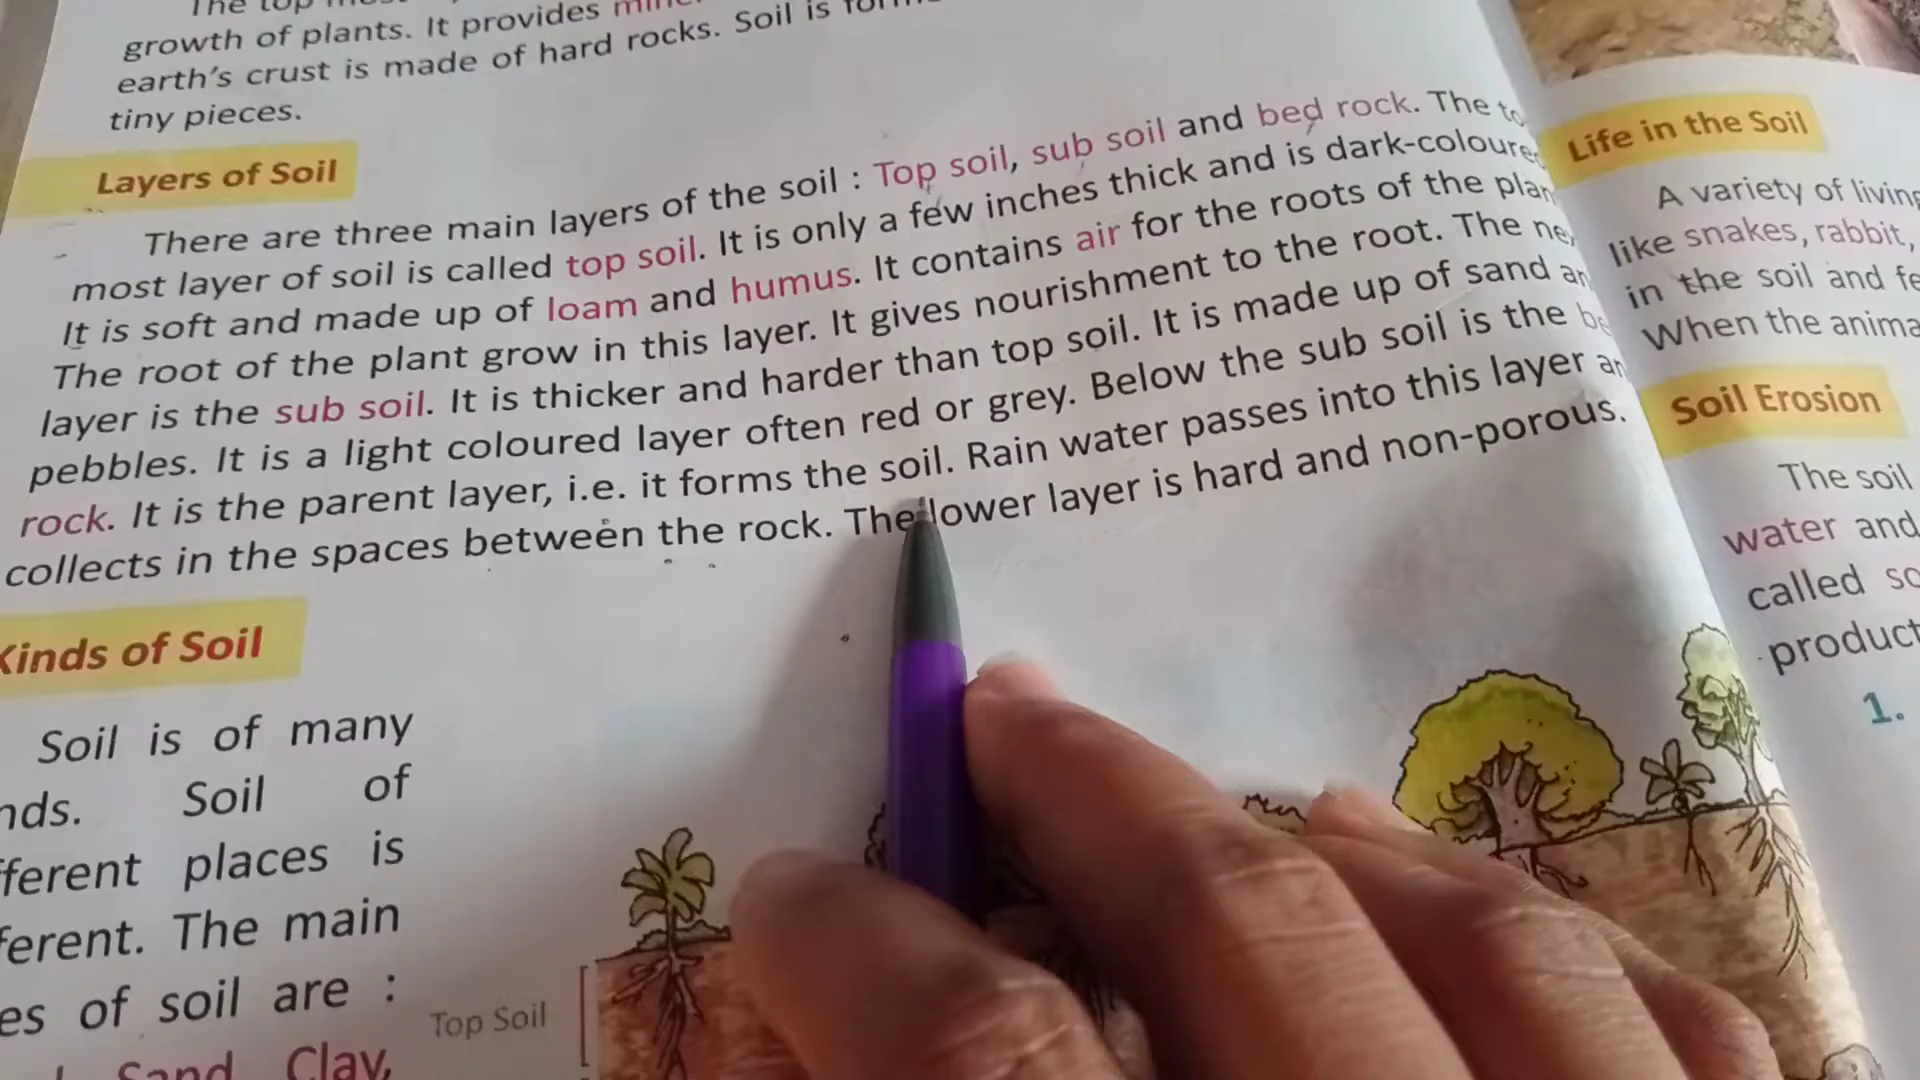 The top
growth of plants. It provides
earth's crust is made of hard rocks. Soil is
tiny pieces.
Layers of Soil
There are three main layers of the soil : Top soil, sub soil and bed rock. The
most layer of soil is called top soil. It is only a few inches thick and is
It is soft and made up of loam and humus. It contains air for the roots of the
The root of the plant grow in this layer. It gives nourishment to the root. The
layer is the sub soil. It is thicker and harder than top soil. It is made up of sand
pebbles. It is a light coloured layer often red or grey. Below the sub soil is the
rock. It is the parent layer, i.e. it forms the soil. Rain water passes into this layer
collects in the spaces between the rock. The lower layer is hard and non-porous.
Kinds of Soil
Soil is of many
Soil of
places is
The main
of soil are :
Sand Clay,
Top Soil
Life in the Soil
A variety of living
like snakes, rabbit,
in the soil and
When the
Soil Erosion
The soil
water and
called
1.